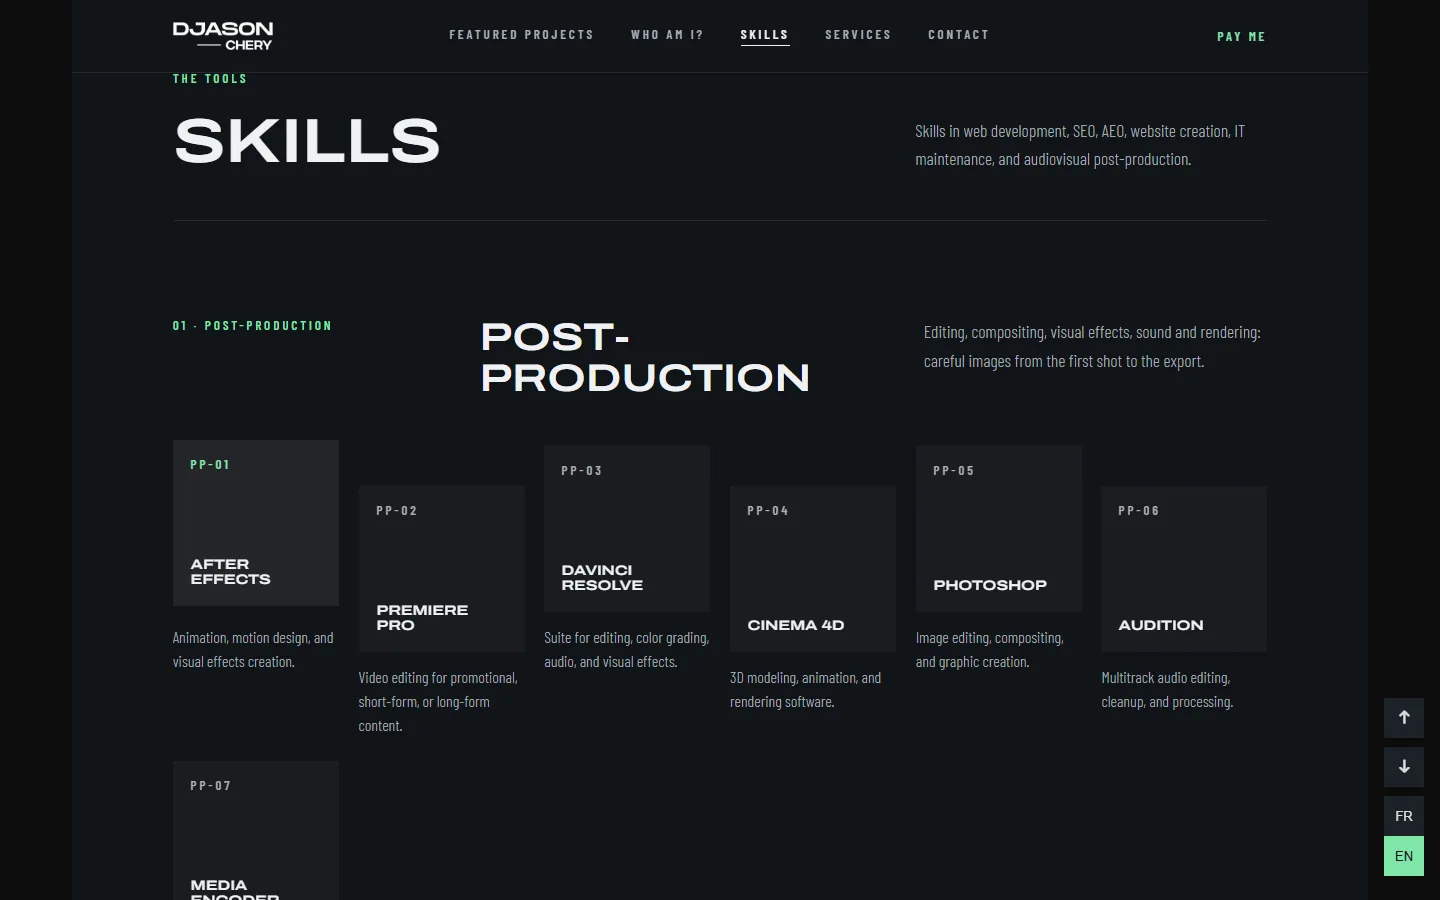 DJASON
CHERY
FEATURED PROJECTS
WHO AM I?
SKILLS
SERVICES
CONTACT
PAY ME
THE TOOLS
SKILLS
Skills in web development, SEO, AEO, website creation, IT
maintenance, and audiovisual post-production.
01 · POST-PRODUCTION
POST-
PRODUCTION
Editing, compositing, visual effects, sound and rendering:
careful images from the first shot to the export.
PP-01
AFTER
EFFECTS
Animation, motion design, and
visual effects creation.
PP-02
PREMIERE
PRO
Video editing for promotional,
short-form, or long-form
content.
PP-03
DAVINCI
RESOLVE
Suite for editing, color grading,
audio, and visual effects.
PP-04
CINEMA 4D
3D modeling, animation, and
rendering software.
PP-05
PHOTOSHOP
Image editing, compositing,
and graphic creation.
PP-06
AUDITION
Multitrack audio editing,
cleanup, and processing.
PP-07
MEDIA
ENCODER
FR
EN